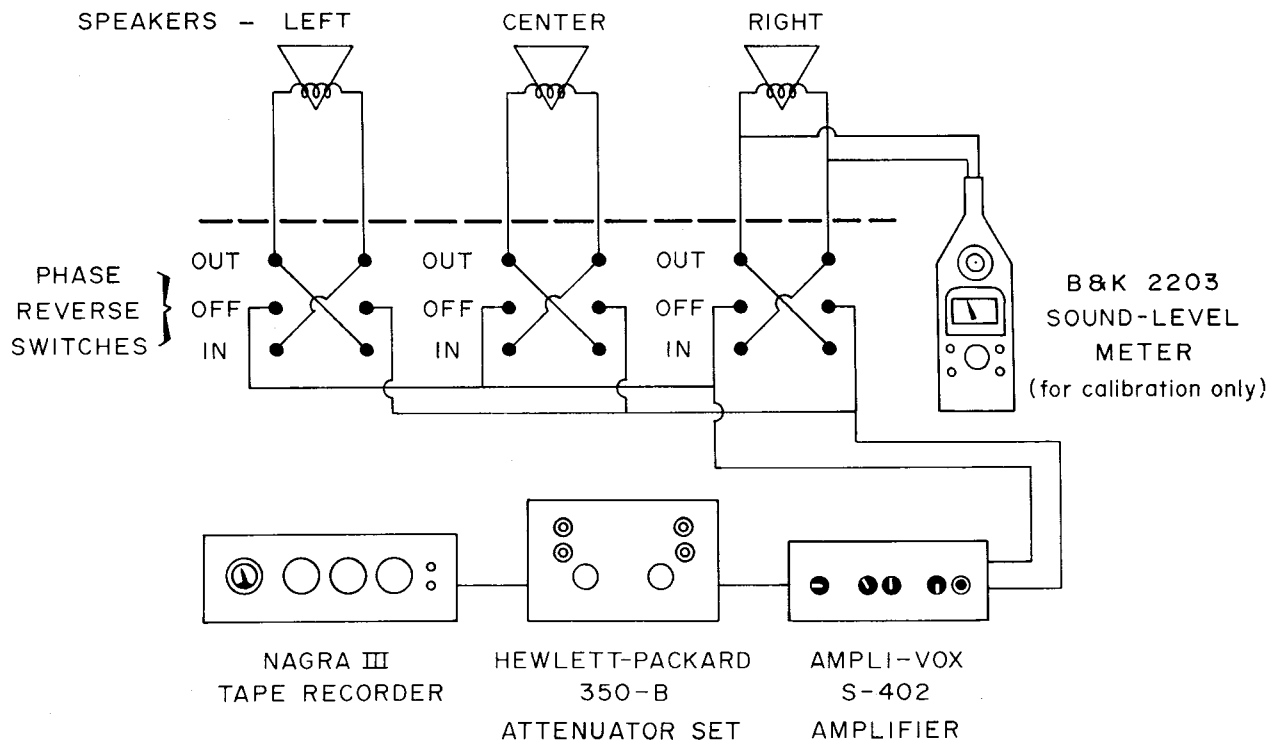 SPEAKERS - LEFT CENTER RIGHT
OUT OUT OUT
PHASE
REVERSE
SWITCHES
OFF OFF OFF
IN IN IN
B&K 2203
SOUND-LEVEL
METER
(for calibration only)
NAGRA III
TAPE RECORDER
HEWLETT-PACKARD
350-B
ATTENUATOR SET
AMPLI-VOX
S-402
AMPLIFIER